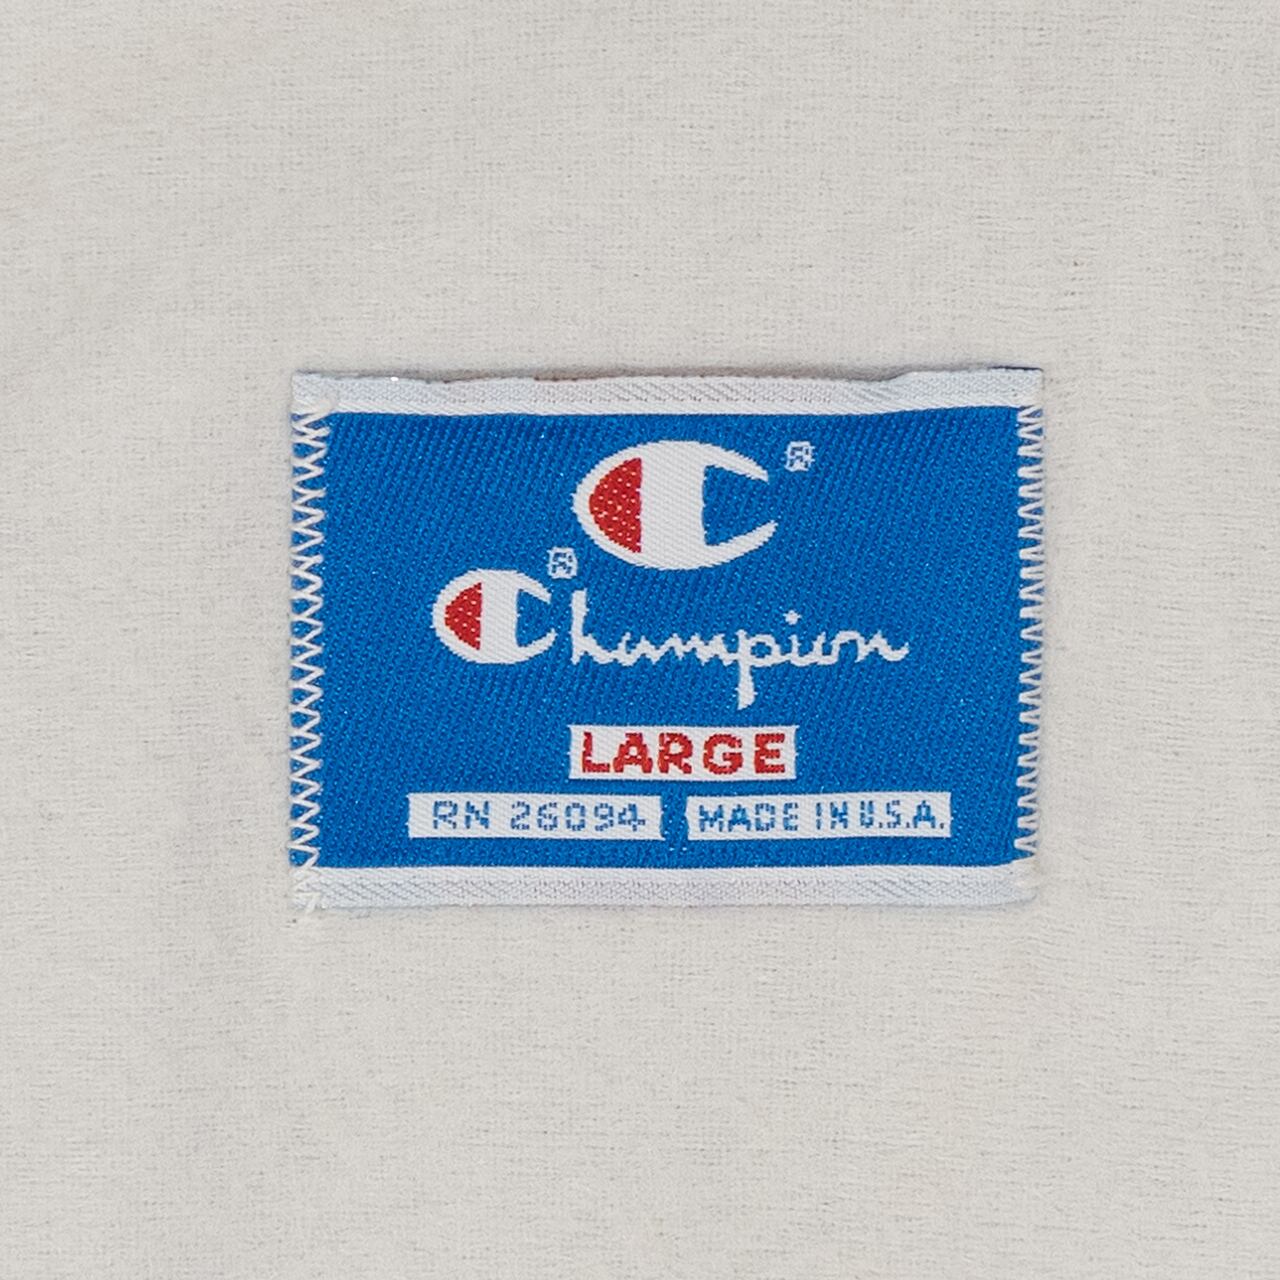 C®
Champion®
LARGE
RN 26094 MADE IN U.S.A.